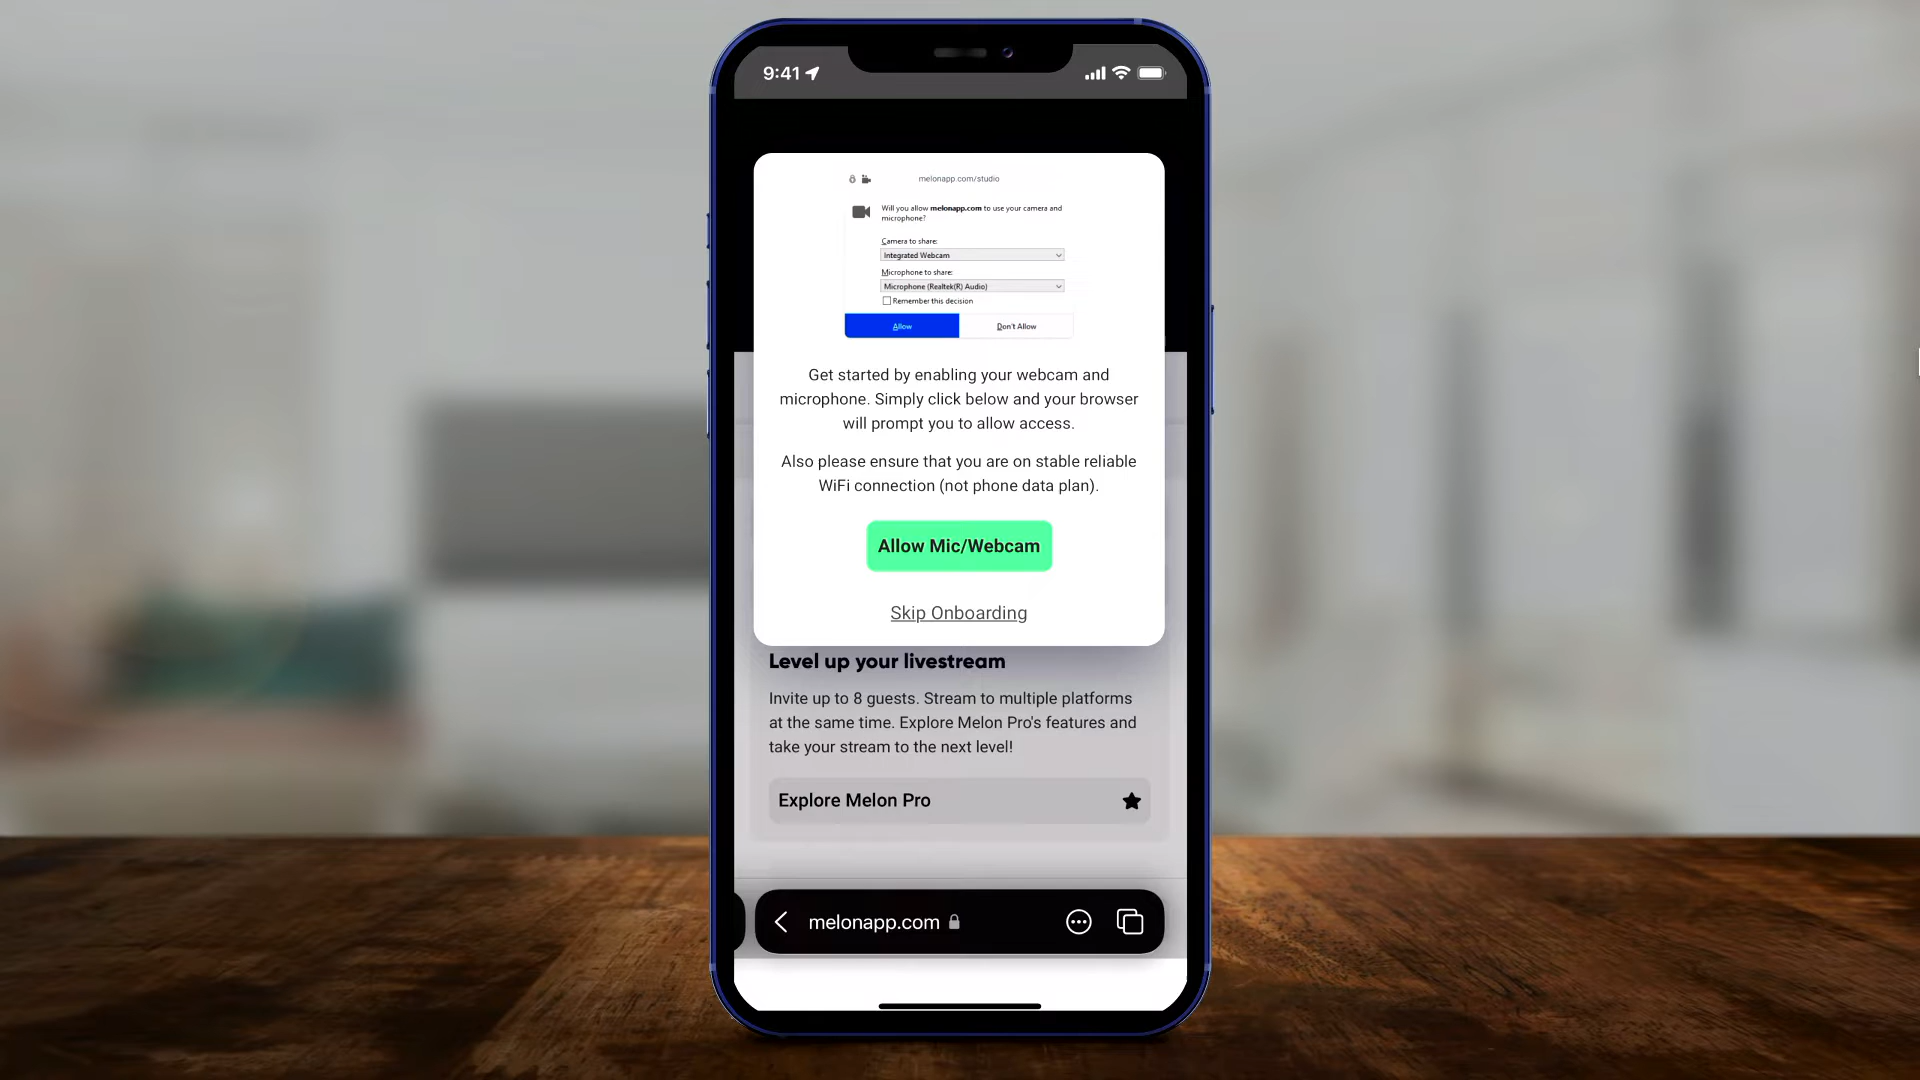 9:41
melonapp.com/studio
Will you allow melonapp.com to use your camera and
microphone?
Camera to share:
Integrated Webcam
Microphone to share:
Microphone (Realtek(R) Audio)
Remember this decision
Allow
Don't Allow
Get started by enabling your webcam and
microphone. Simply click below and your browser
will prompt you to allow access.
Also please ensure that you are on stable reliable
WiFi connection (not phone data plan).
Allow Mic/Webcam
Skip Onboarding
Level up your livestream
Invite up to 8 guests. Stream to multiple platforms
at the same time. Explore Melon Pro's features and
take your stream to the next level!
Explore Melon Pro
melonapp.com